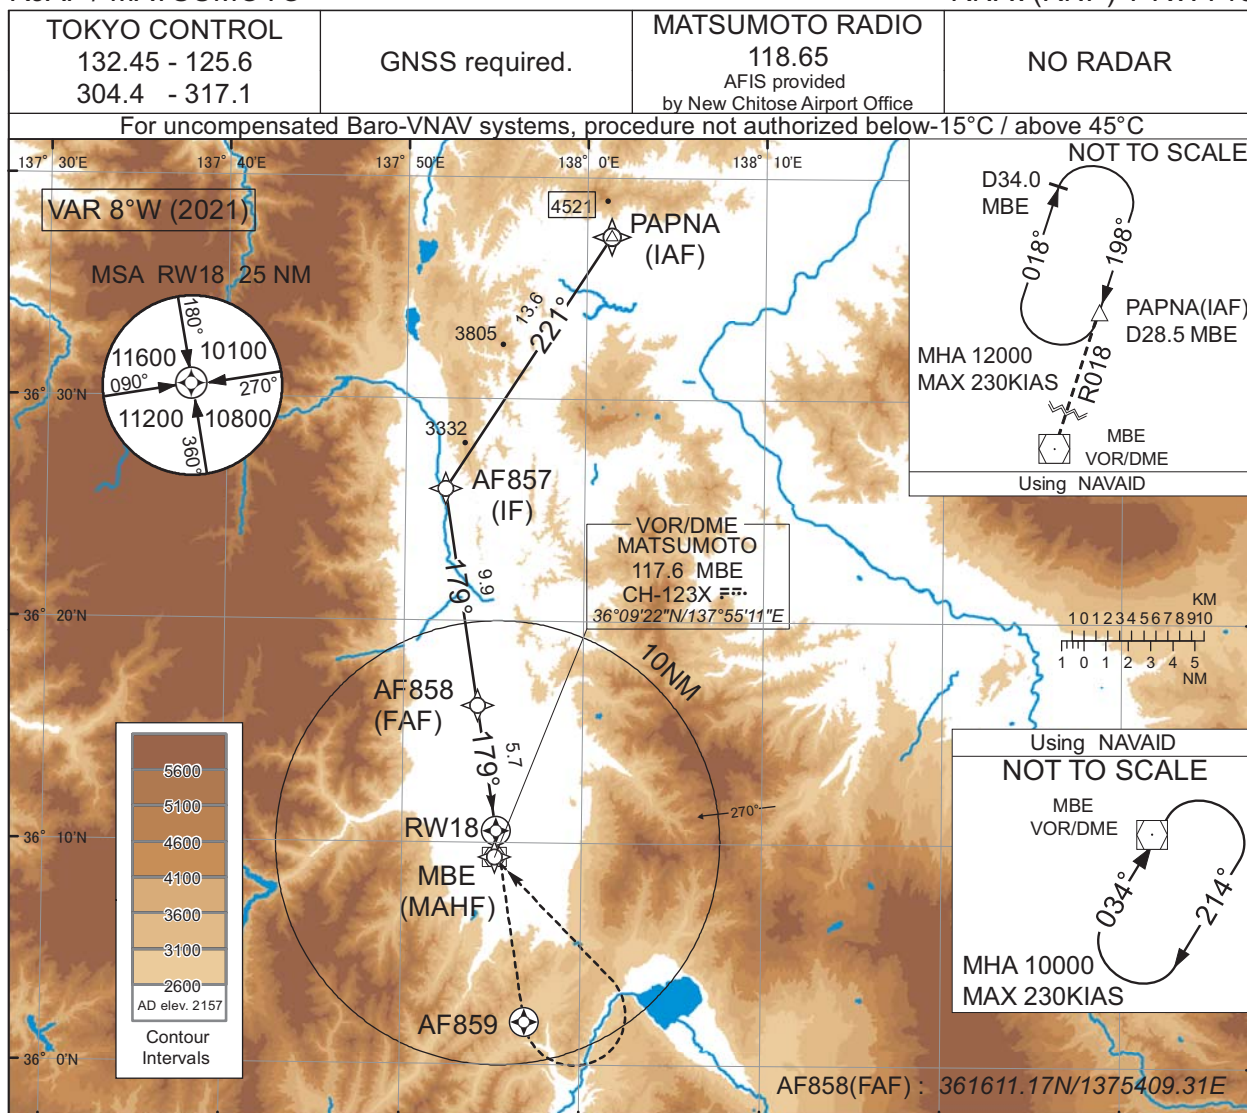 TOKYO CONTROL
132.45 - 125.6
304.4 - 317.1
GNSS required.
MATSUMOTO RADIO
118.65
AFIS provided
by New Chitose Airport Office
NO RADAR
For uncompensated Baro-VNAV systems, procedure not authorized below-15°C / above 45°C
137° 30'E
137° 40'E
137° 50'E
138° 0'E
138° 10'E
NOT TO SCALE
D34.0
MBE
018°
198°
PAPNA(IAF)
D28.5 MBE
MHA 12000
MAX 230KIAS
R018
MBE
VOR/DME
Using NAVAID
VAR 8°W (2021)
4521
PAPNA
(IAF)
MSA RW18 25 NM
180°
11600
10100
090°
270°
11200
10800
360°
13.6
221°
3805
36° 30'N
3332
AF857
(IF)
VOR/DME
MATSUMOTO
117.6 MBE
CH-123X
36°09'22"N/137°55'11"E
179°
9.9
36° 20'N
KM
1 0 1 2 3 4 5 6 7 8 9 10
1 0 1 2 3 4 5
NM
10NM
AF858
(FAF)
179°
5.7
5600
5100
4600
4100
3600
3100
2600
AD elev. 2157
Contour
Intervals
270°
RW18
36° 10'N
MBE
(MAHF)
Using NAVAID
NOT TO SCALE
MBE
VOR/DME
034°
214°
MHA 10000
MAX 230KIAS
AF859
36° 0'N
AF858(FAF) : 361611.17N/1375409.31E